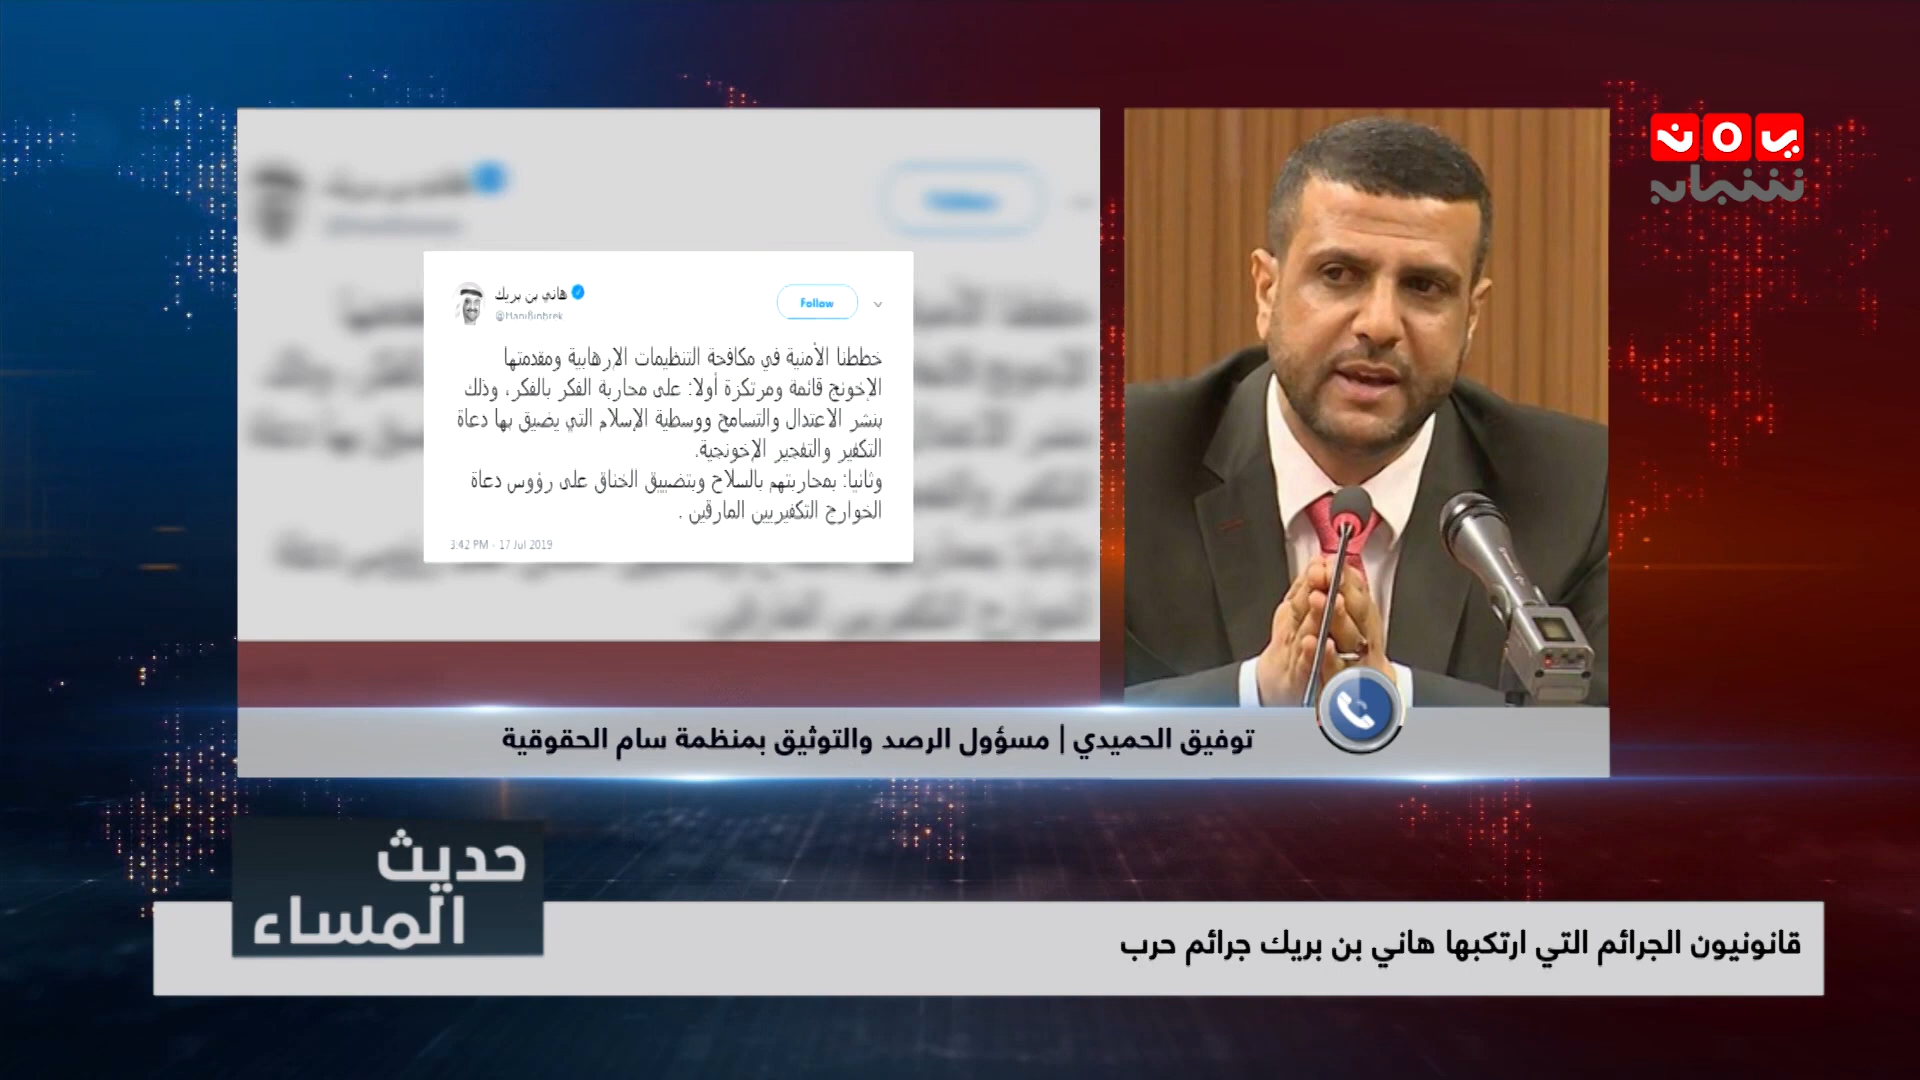 يمن
شباب
هاني بن بريك
@HaniBinbrek
Follow
خططنا الأمنية في مكافحة التنظيمات الإرهابية ومقدمتها
الإخونج قائمة ومرتكزة أولا: على محاربة الفكر بالفكر، وذلك
بنشر الاعتدال والتسامح ووسطية الإسلام التي يضيق بها دعاة
التكفير والتفجير الإخونجية.
وثانيا: بمحاربتهم بالسلاح وبتضييق الخناق على رؤوس دعاة
الخوارج التكفيريين المارقين .
3:42 PM - 17 Jul 2019
توفيق الحميدي | مسؤول الرصد والتوثيق بمنظمة سام الحقوقية
حديث
المساء
قانونيون الجرائم التي ارتكبها هاني بن بريك جرائم حرب